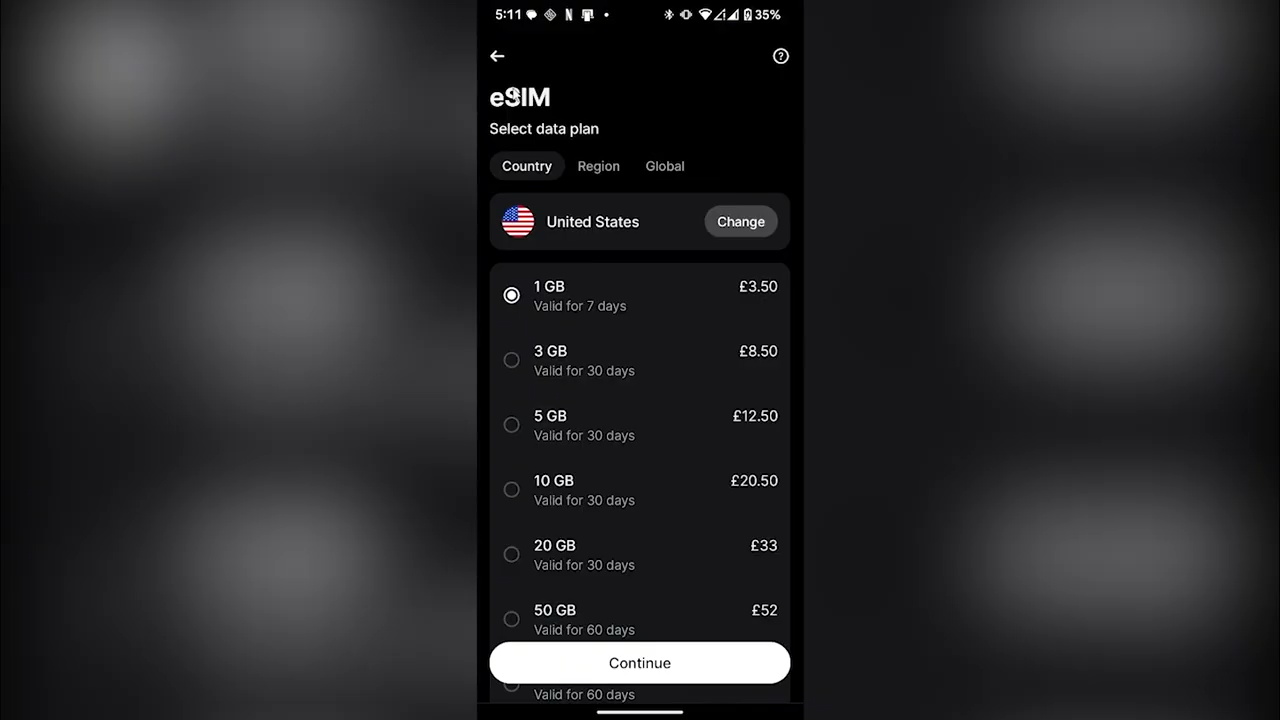 5:11 35%
eSIM
Select data plan
Country Region Global
United States Change
1 GB £3.50
Valid for 7 days
3 GB £8.50
Valid for 30 days
5 GB £12.50
Valid for 30 days
10 GB £20.50
Valid for 30 days
20 GB £33
Valid for 30 days
50 GB £52
Valid for 60 days
Continue
Valid for 60 days